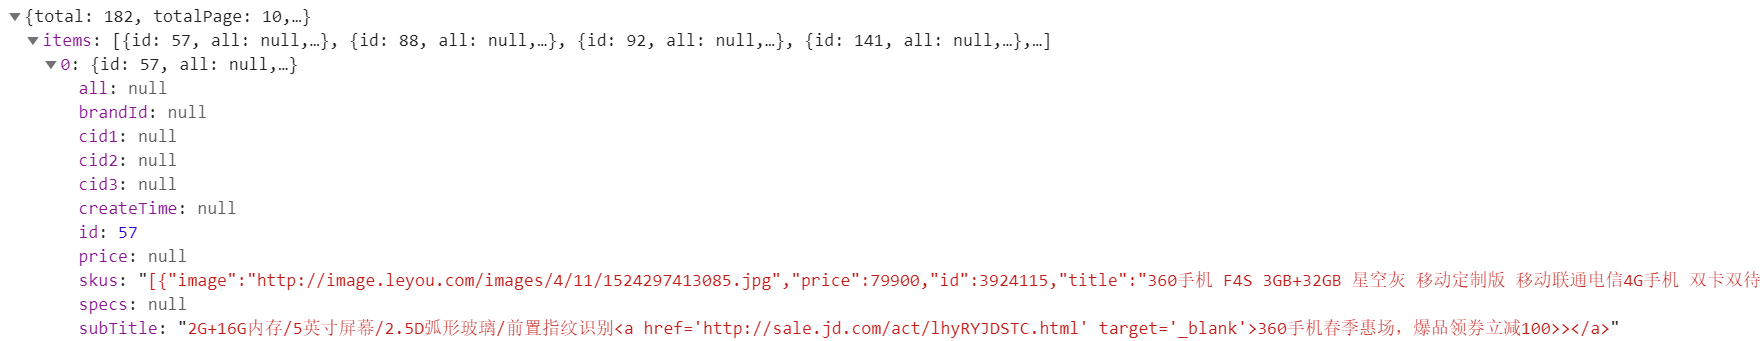 {total: 182, totalPage: 10,…}
items: [{id: 57, all: null,…}, {id: 88, all: null,…}, {id: 92, all: null,…}, {id: 141, all: null,…},…]
0: {id: 57, all: null,…}
all: null
brandId: null
cid1: null
cid2: null
cid3: null
createTime: null
id: 57
price: null
skus: "[{"image":"http://image.leyou.com/images/4/11/1524297413085.jpg","price":79900,"id":3924115,"title":"360手机 F4S 3GB+32GB 星空灰 移动定制版 移动联通电信4G手机 双卡双待
specs: null
subTitle: "2G+16G内存/5英寸屏幕/2.5D弧形玻璃/前置指纹识别<a href='http://sale.jd.com/act/lhyRYJDSTC.html' target='_blank'>360手机春季惠场，爆品领券立减100>></a>"